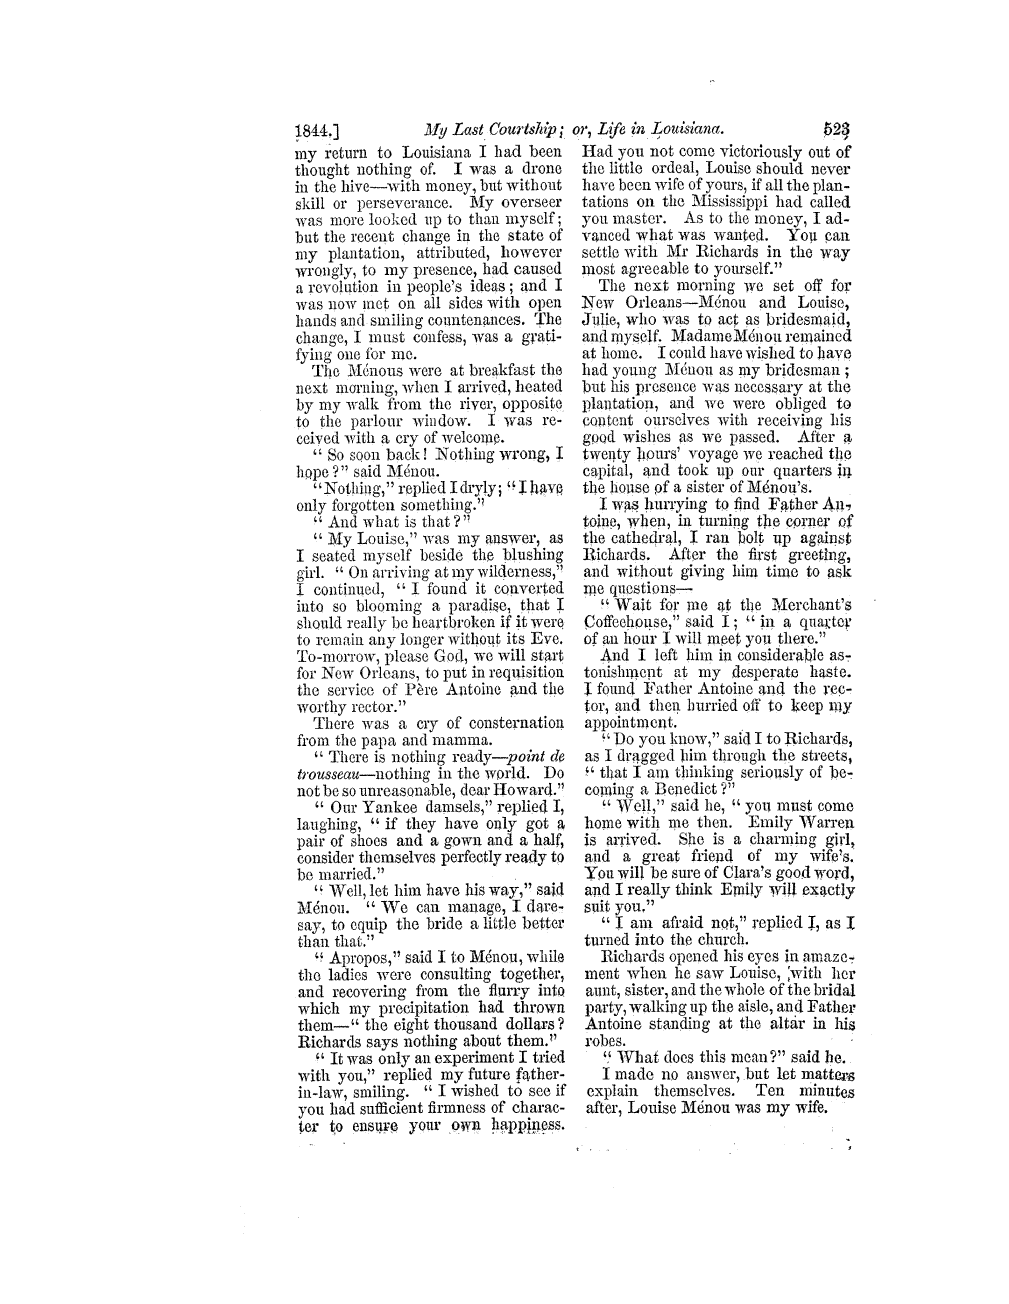 1844.] My Last Courtship; or, Life in Louisiana. 523
my return to Louisiana I had been
thought nothing of. I was a drone
in the hive—with money, but without
skill or perseverance. My overseer
was more looked up to than myself;
but the recent change in the state of
my plantation, attributed, however
wrongly, to my presence, had caused
a revolution in people's ideas; and I
was now met on all sides with open
hands and smiling countenances. The
change, I must confess, was a grati-
fying one for me.
The Ménous were at breakfast the
next morning, when I arrived, heated
by my walk from the river, opposite
to the parlour window. I was re-
ceived with a cry of welcome.
"So soon back! Nothing wrong, I
hope?" said Ménou.
"Nothing," replied I dryly; "I have
only forgotten something."
"And what is that?"
"My Louise," was my answer, as
I seated myself beside the blushing
girl. "On arriving at my wilderness,"
I continued, "I found it converted
into so blooming a paradise, that I
should really be heartbroken if it were
to remain any longer without its Eve.
To-morrow, please God, we will start
for New Orleans, to put in requisition
the service of Père Antoine and the
worthy rector."
There was a cry of consternation
from the papa and mamma.
"There is nothing ready—point de
trousseau—nothing in the world. Do
not be so unreasonable, dear Howard."
"Our Yankee damsels," replied I,
laughing, "if they have only got a
pair of shoes and a gown and a half,
consider themselves perfectly ready to
be married."
"Well, let him have his way," said
Ménou. "We can manage, I dare-
say, to equip the bride a little better
than that."
"Apropos," said I to Ménou, while
the ladies were consulting together,
and recovering from the flurry into
which my precipitation had thrown
them—"the eight thousand dollars?
Richards says nothing about them."
"It was only an experiment I tried
with you," replied my future father-
in-law, smiling. "I wished to see if
you had sufficient firmness of charac-
ter to ensure your own happiness.
Had you not come victoriously out of
the little ordeal, Louise should never
have been wife of yours, if all the plan-
tations on the Mississippi had called
you master. As to the money, I ad-
vanced what was wanted. You can
settle with Mr Richards in the way
most agreeable to yourself."
The next morning we set off for
New Orleans—Ménou and Louise,
Julie, who was to act as bridesmaid,
and myself. Madame Ménou remained
at home. I could have wished to have
had young Ménou as my bridesman;
but his presence was necessary at the
plantation, and we were obliged to
content ourselves with receiving his
good wishes as we passed. After a
twenty hours' voyage we reached the
capital, and took up our quarters in
the house of a sister of Ménou's.
I was hurrying to find Father An-
toine, when, in turning the corner of
the cathedral, I ran bolt up against
Richards. After the first greeting,
and without giving him time to ask
me questions—
"Wait for me at the Merchant's
Coffeehouse," said I; "in a quarter
of an hour I will meet you there."
And I left him in considerable as-
tonishment at my desperate haste.
I found Father Antoine and the rec-
tor, and then hurried off to keep my
appointment.
"Do you know," said I to Richards,
as I dragged him through the streets,
"that I am thinking seriously of be-
coming a Benedict?"
"Well," said he, "you must come
home with me then. Emily Warren
is arrived. She is a charming girl,
and a great friend of my wife's.
You will be sure of Clara's good word,
and I really think Emily will exactly
suit you."
"I am afraid not," replied I, as I
turned into the church.
Richards opened his eyes in amaze-
ment when he saw Louise, with her
aunt, sister, and the whole of the bridal
party, walking up the aisle, and Father
Antoine standing at the altar in his
robes.
"What does this mean?" said he.
I made no answer, but let matters
explain themselves. Ten minutes
after, Louise Ménou was my wife.